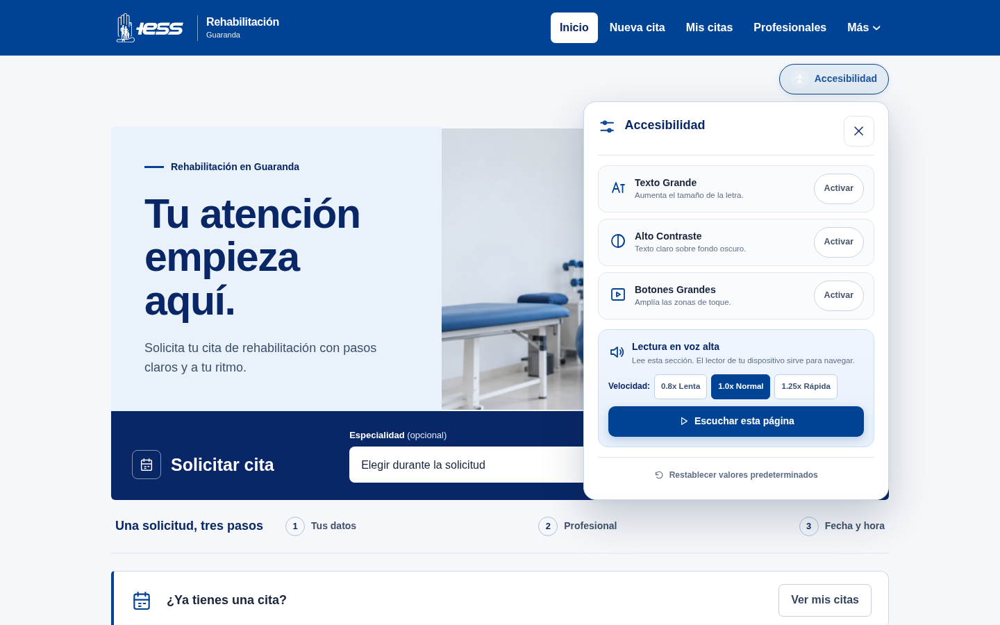 IESS
Rehabilitación
Guaranda
Inicio
Nueva cita
Mis citas
Profesionales
Más
Accesibilidad
Accesibilidad
Texto Grande
Aumenta el tamaño de la letra.
Activar
Alto Contraste
Texto claro sobre fondo oscuro.
Activar
Botones Grandes
Amplía las zonas de toque.
Activar
Lectura en voz alta
Lee esta sección. El lector de tu dispositivo sirve para navegar.
Velocidad:
0.8x Lenta
1.0x Normal
1.25x Rápida
Escuchar esta página
Restablecer valores predeterminados
Rehabilitación en Guaranda
Tu atención
empieza
aquí.
Solicita tu cita de rehabilitación con pasos
claros y a tu ritmo.
Solicitar cita
Especialidad (opcional)
Elegir durante la solicitud
Una solicitud, tres pasos
1 Tus datos
2 Profesional
3 Fecha y hora
¿Ya tienes una cita?
Ver mis citas